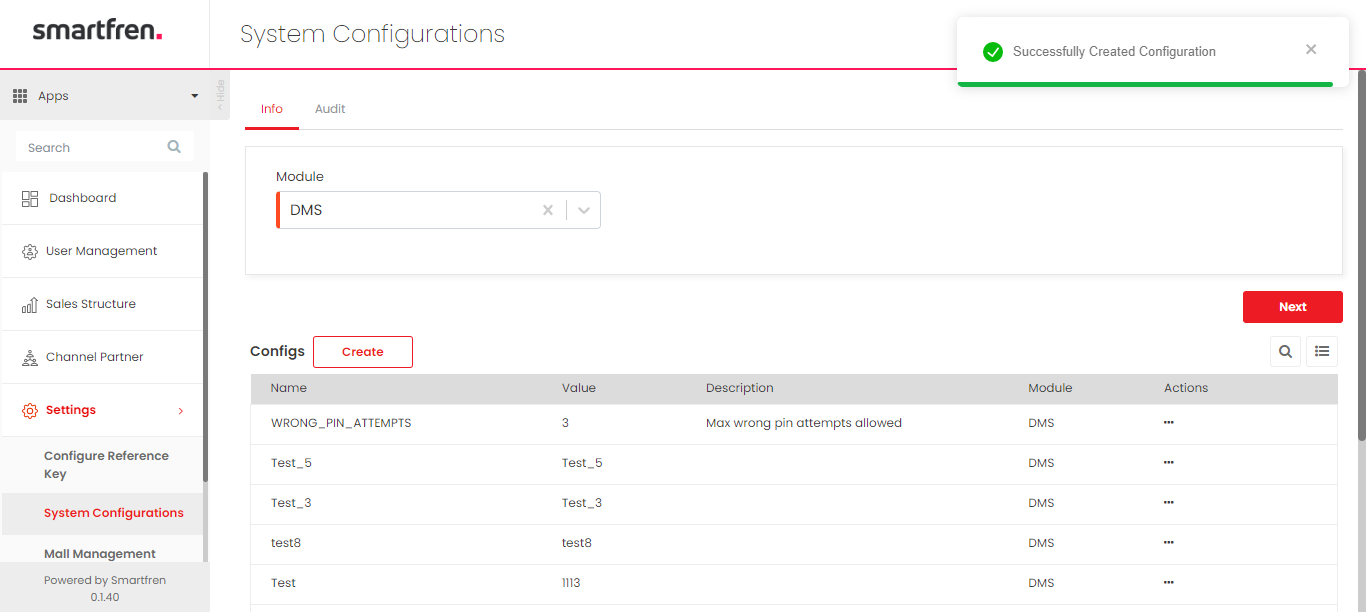 smartfren.
System Configurations
Successfully Created Configuration
Apps
< Hide
Search
Dashboard
User Management
Sales Structure
Channel Partner
Settings
Configure Reference
Key
System Configurations
Mall Management
Powered by Smartfren
0.1.40
Info Audit
Module
DMS
Next
Configs Create
Name Value Description Module Actions
WRONG_PIN_ATTEMPTS 3 Max wrong pin attempts allowed DMS
Test_5 Test_5 DMS
Test_3 Test_3 DMS
test8 test8 DMS
Test 1113 DMS